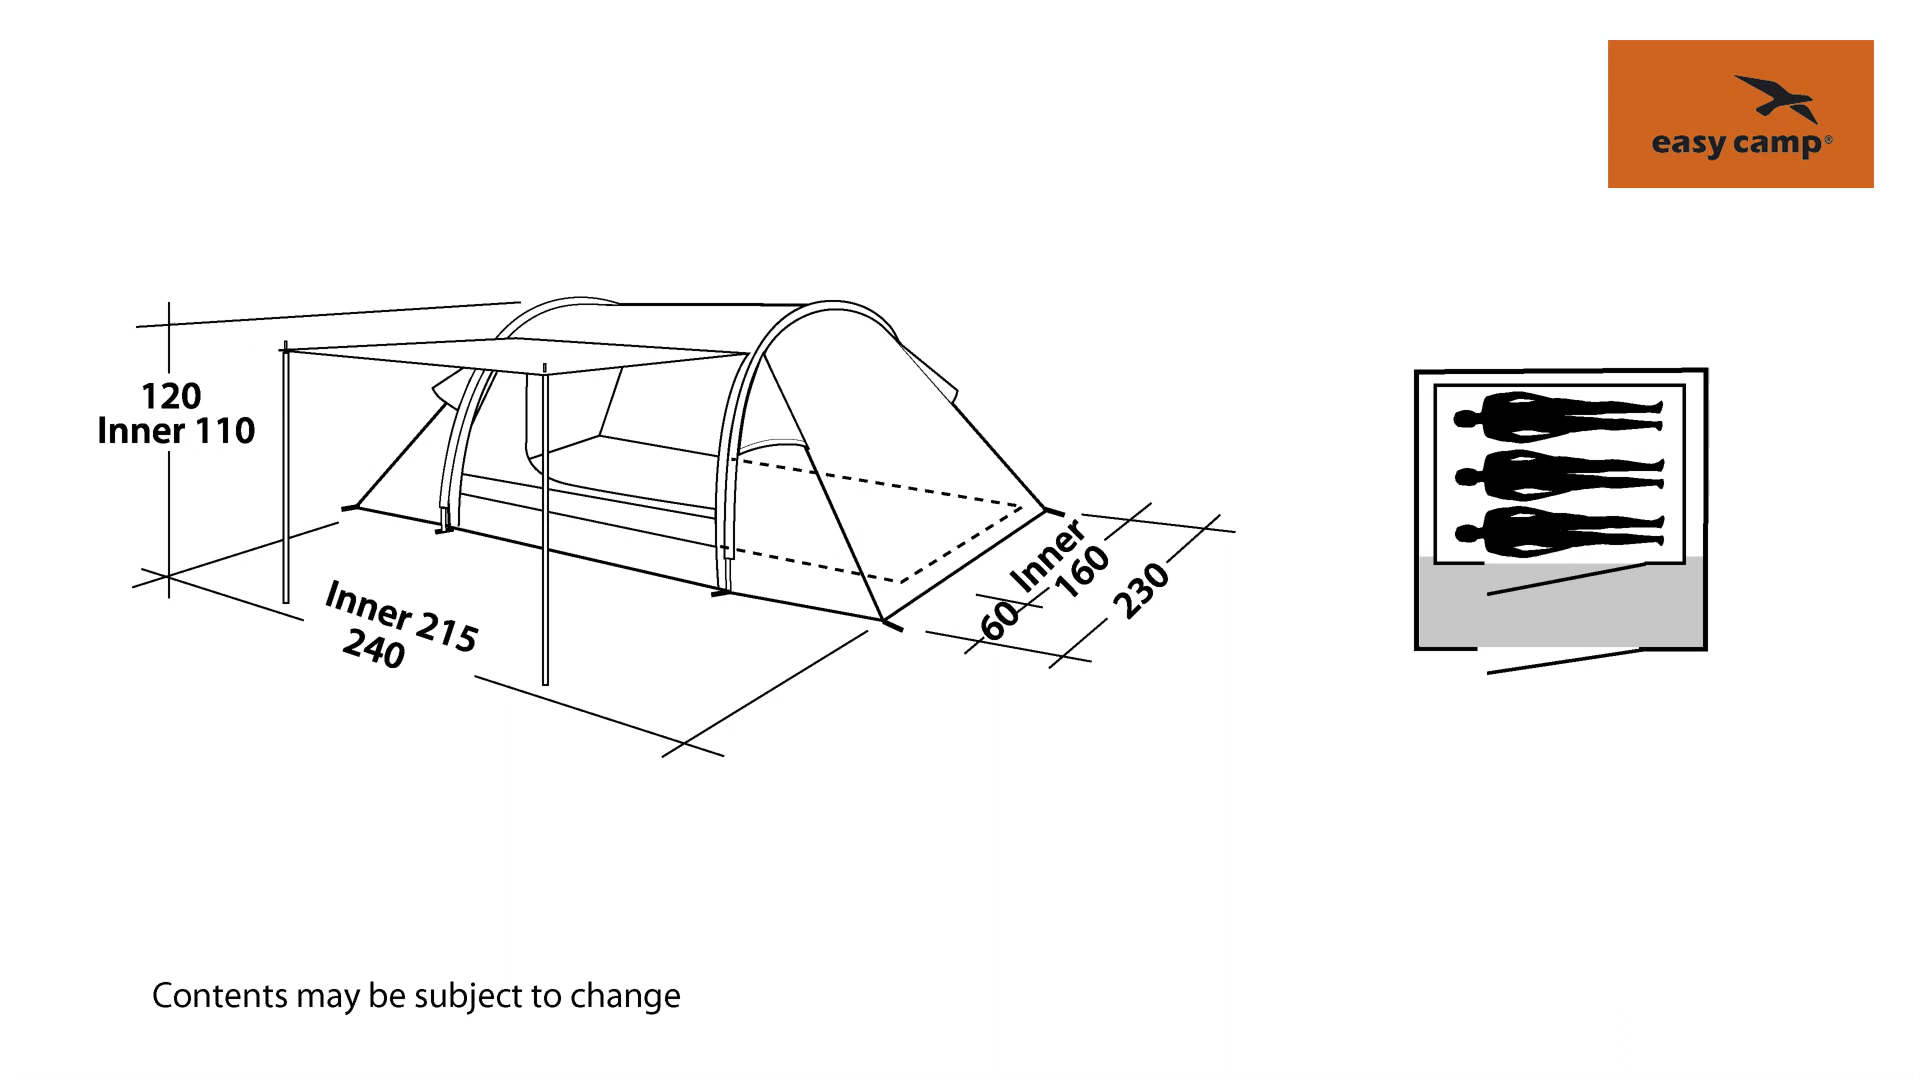 easy camp®
120
Inner 110
Inner 215
240
60
Inner
160
230
Contents may be subject to change